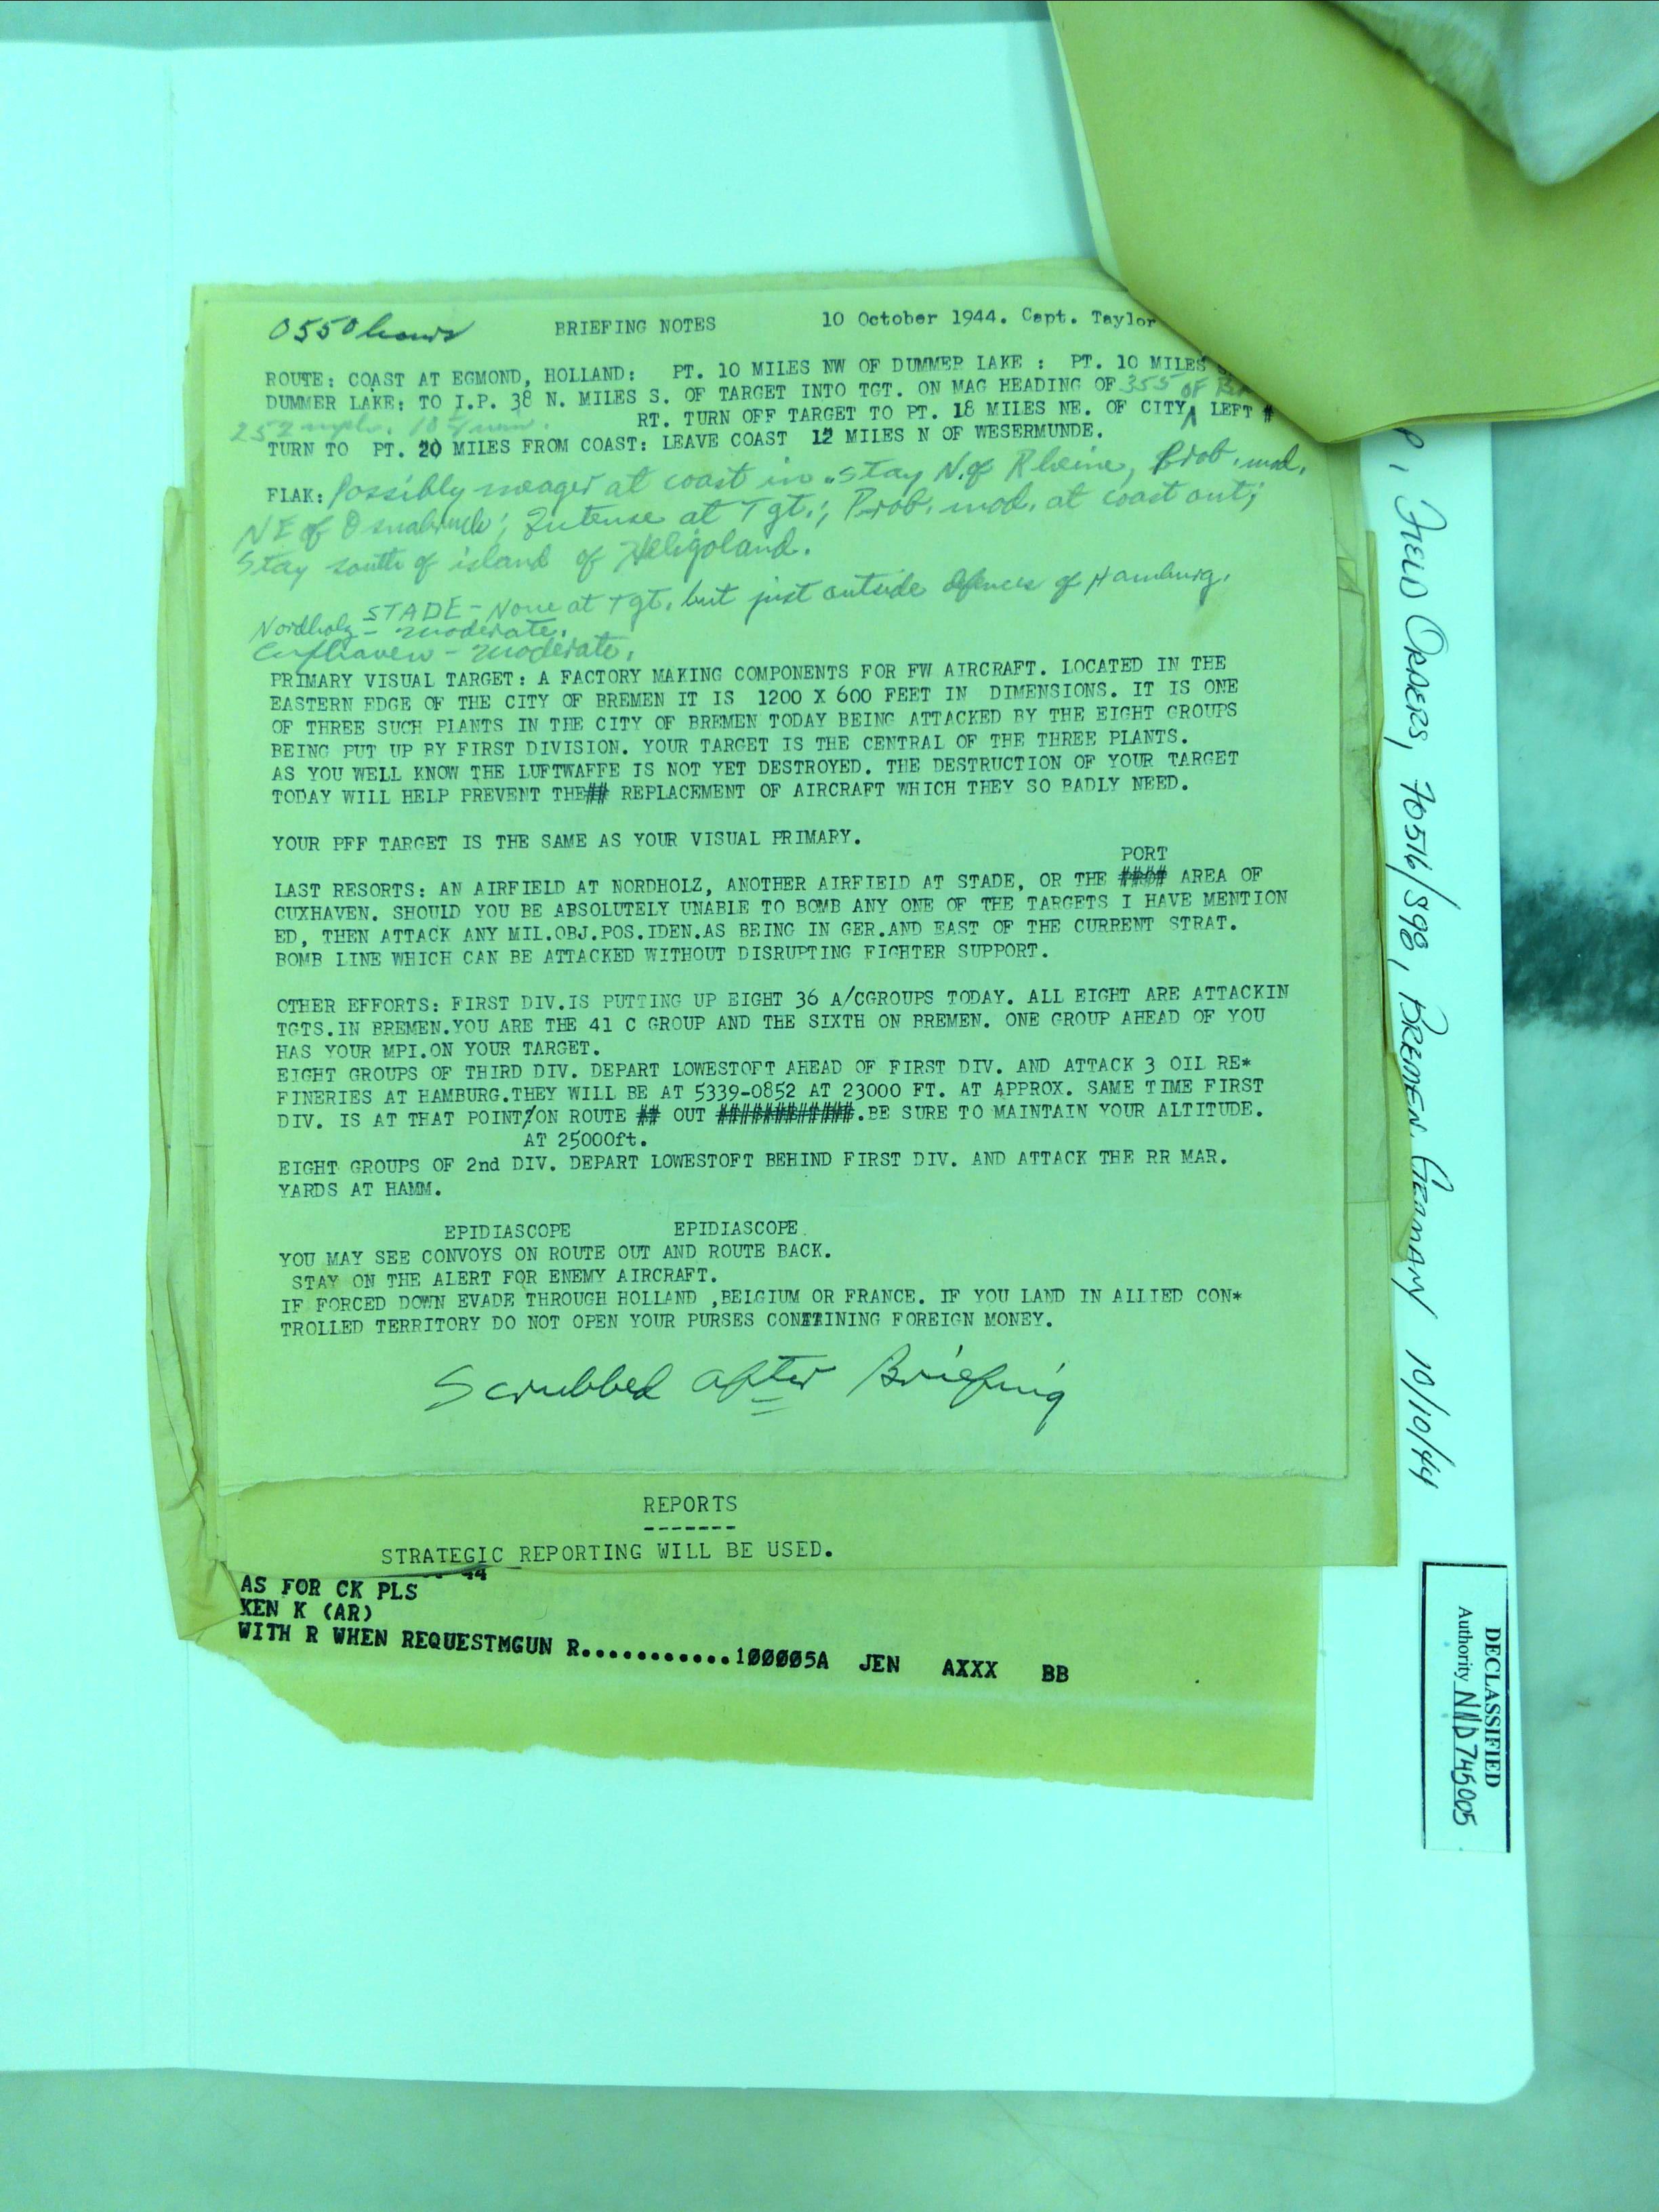 0550 hours BRIEFING NOTES 10 October 1944. Capt. Taylor
ROUTE: COAST AT EGMOND, HOLLAND: PT. 10 MILES NW OF DUMMER LAKE : PT. 10 MILES
DUMMER LAKE: TO I.P. 38 N. MILES S. OF TARGET INTO TGT. ON MAG HEADING OF 355 OF
252 mph.
RT. TURN OFF TARGET TO PT. 18 MILES NE. OF CITY LEFT #
TURN TO PT. 20 MILES FROM COAST: LEAVE COAST 12 MILES N OF WESERMUNDE.
FLAK: Possibly meager at coast in. Stay N. of Rheine, Prob. mod.
NE of Osnabruck; Intense at Tgt.; Prob. mod. at coast out;
Stay south of island of Heligoland.
STADE - None at Tgt. but just outside defences of Hamburg.
Nordholz - moderate.
Cuxhaven - moderate.
PRIMARY VISUAL TARGET: A FACTORY MAKING COMPONENTS FOR FW AIRCRAFT. LOCATED IN THE
EASTERN EDGE OF THE CITY OF BREMEN IT IS 1200 X 600 FEET IN DIMENSIONS. IT IS ONE
OF THREE SUCH PLANTS IN THE CITY OF BREMEN TODAY BEING ATTACKED BY THE EIGHT GROUPS
BEING PUT UP BY FIRST DIVISION. YOUR TARGET IS THE CENTRAL OF THE THREE PLANTS.
AS YOU WELL KNOW THE LUFTWAFFE IS NOT YET DESTROYED. THE DESTRUCTION OF YOUR TARGET
TODAY WILL HELP PREVENT THE## REPLACEMENT OF AIRCRAFT WHICH THEY SO BADLY NEED.
YOUR PFF TARGET IS THE SAME AS YOUR VISUAL PRIMARY.
PORT
LAST RESORTS: AN AIRFIELD AT NORDHOLZ, ANOTHER AIRFIELD AT STADE, OR THE #### AREA OF
CUXHAVEN. SHOULD YOU BE ABSOLUTELY UNABLE TO BOMB ANY ONE OF THE TARGETS I HAVE MENTION
ED, THEN ATTACK ANY MIL.OBJ.POS.IDEN.AS BEING IN GER.AND EAST OF THE CURRENT STRAT.
BOMB LINE WHICH CAN BE ATTACKED WITHOUT DISRUPTING FIGHTER SUPPORT.
OTHER EFFORTS: FIRST DIV.IS PUTTING UP EIGHT 36 A/CGROUPS TODAY. ALL EIGHT ARE ATTACKIN
TGTS.IN BREMEN.YOU ARE THE 41 C GROUP AND THE SIXTH ON BREMEN. ONE GROUP AHEAD OF YOU
HAS YOUR MPI.ON YOUR TARGET.
EIGHT GROUPS OF THIRD DIV. DEPART LOWESTOFT AHEAD OF FIRST DIV. AND ATTACK 3 OIL RE*
FINERIES AT HAMBURG.THEY WILL BE AT 5339-0852 AT 23000 FT. AT APPROX. SAME TIME FIRST
DIV. IS AT THAT POINT/ON ROUTE ## OUT ############.BE SURE TO MAINTAIN YOUR ALTITUDE.
AT 25000ft.
EIGHT GROUPS OF 2nd DIV. DEPART LOWESTOFT BEHIND FIRST DIV. AND ATTACK THE RR MAR.
YARDS AT HAMM.
EPIDIASCOPE EPIDIASCOPE
YOU MAY SEE CONVOYS ON ROUTE OUT AND ROUTE BACK.
STAY ON THE ALERT FOR ENEMY AIRCRAFT.
IF FORCED DOWN EVADE THROUGH HOLLAND ,BELGIUM OR FRANCE. IF YOU LAND IN ALLIED CON*
TROLLED TERRITORY DO NOT OPEN YOUR PURSES CONTAINING FOREIGN MONEY.
Scrubbed after Briefing
REPORTS
-------
STRATEGIC REPORTING WILL BE USED.
44
AS FOR CK PLS
XEN K (AR)
WITH R WHEN REQUESTMGUN R............100005A JEN AXXX BB
, FIELD ORDERS, 70516/898, BREMEN, GERMANY 10/10/44
DECLASSIFIED
Authority NND 745005